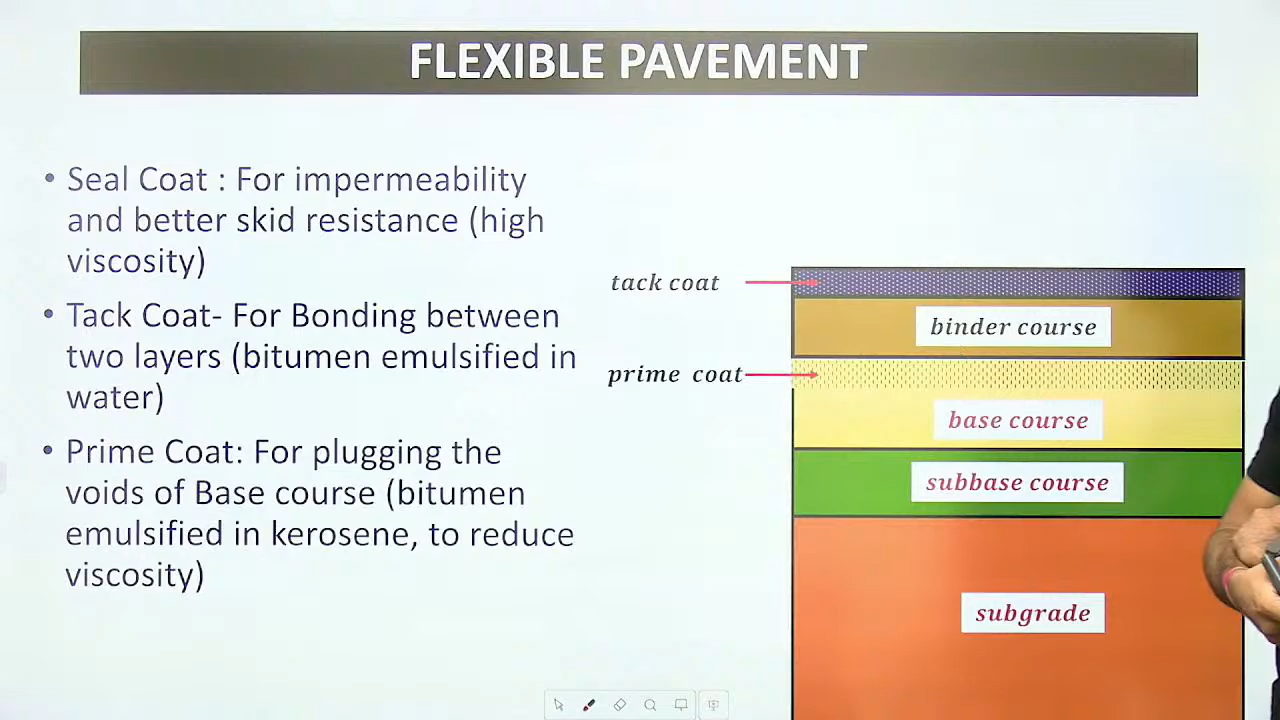 FLEXIBLE PAVEMENT
• Seal Coat : For impermeability
and better skid resistance (high
viscosity)
• Tack Coat- For Bonding between
two layers (bitumen emulsified in
water)
• Prime Coat: For plugging the
voids of Base course (bitumen
emulsified in kerosene, to reduce
viscosity)
tack coat
binder course
prime coat
base course
subbase course
subgrade